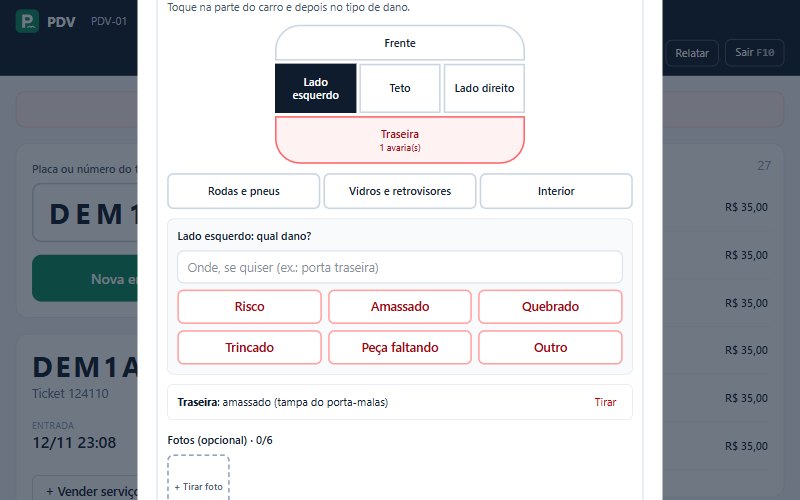 PDV PDV-01
Relatar
Sair F10
Toque na parte do carro e depois no tipo de dano.
Frente
Lado esquerdo
Teto
Lado direito
Traseira
1 avaria(s)
Rodas e pneus
Vidros e retrovisores
Interior
Lado esquerdo: qual dano?
Onde, se quiser (ex.: porta traseira)
Risco
Amassado
Quebrado
Trincado
Peça faltando
Outro
Traseira: amassado (tampa do porta-malas)
Tirar
Fotos (opcional) · 0/6
+ Tirar foto
Placa ou número do
DEM1
Nova
DEM1A
Ticket 124110
ENTRADA
12/11 23:08
+ Vender serviço
27
R$ 35,00
R$ 35,00
R$ 35,00
R$ 35,00
R$ 35,00
R$ 35,00